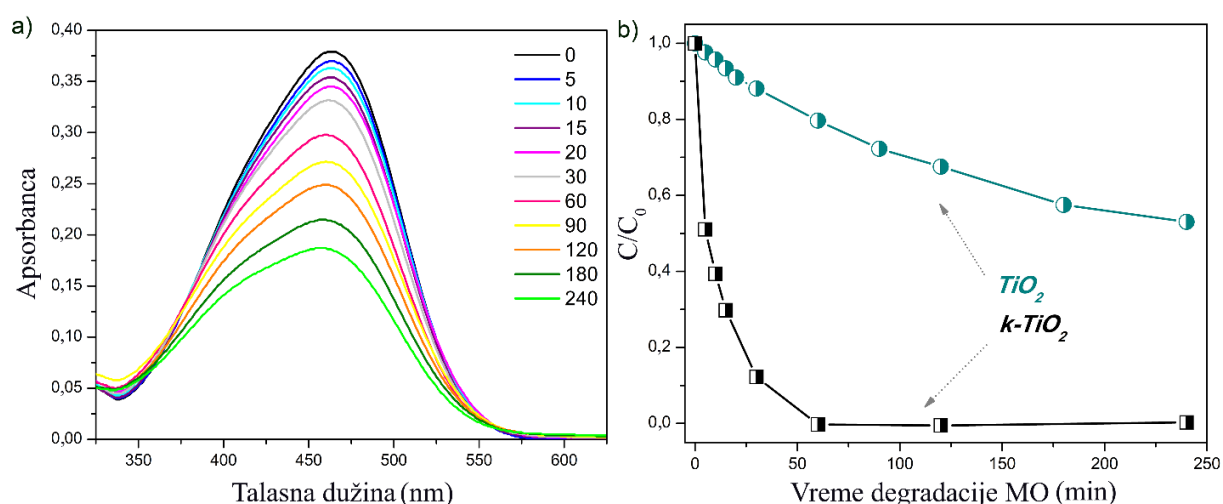 a)
0,40
0,35
0,30
0,25
0,20
0,15
0,10
0,05
0,00
Apsorbanca
350 400 450 500 550 600
Talasna dužina (nm)
0
5
10
15
20
30
60
90
120
180
240
b)
1,0
0,8
0,6
0,4
0,2
0,0
C/C₀
TiO₂
k-TiO₂
0 50 100 150 200 250
Vreme degradacije MO (min)